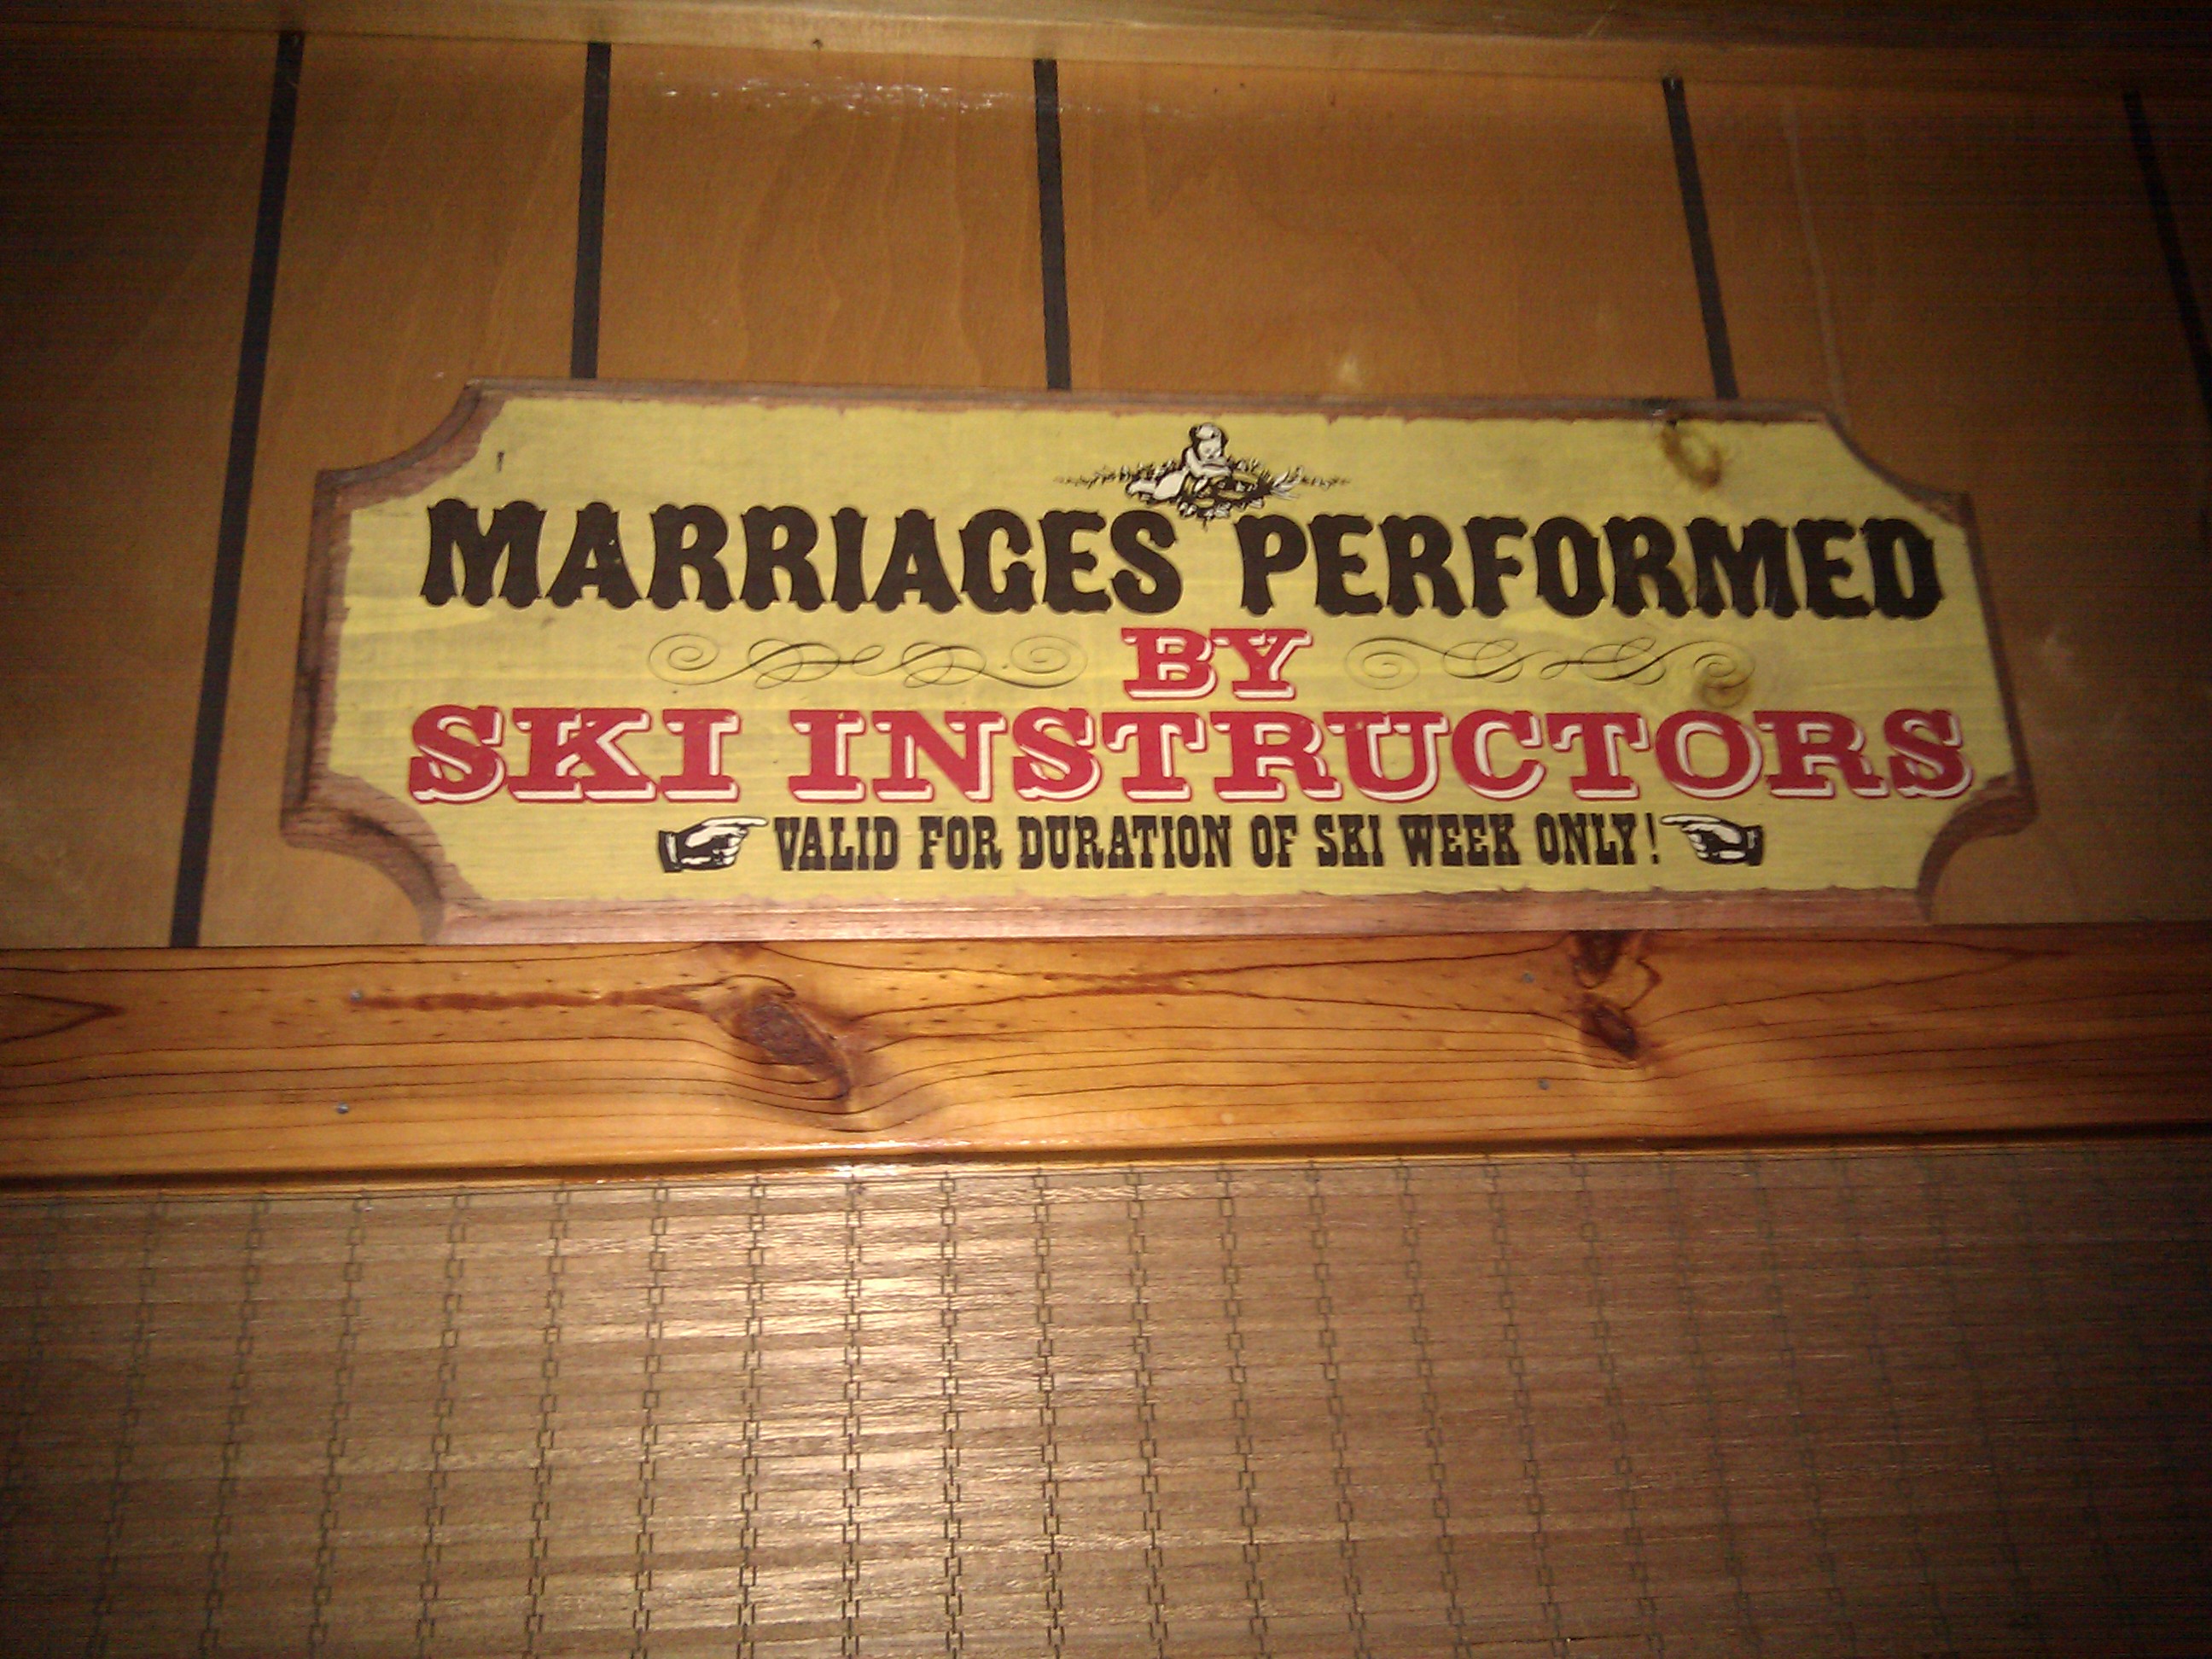 MARRIAGES PERFORMED
BY
SKI INSTRUCTORS
VALID FOR DURATION OF SKI WEEK ONLY!